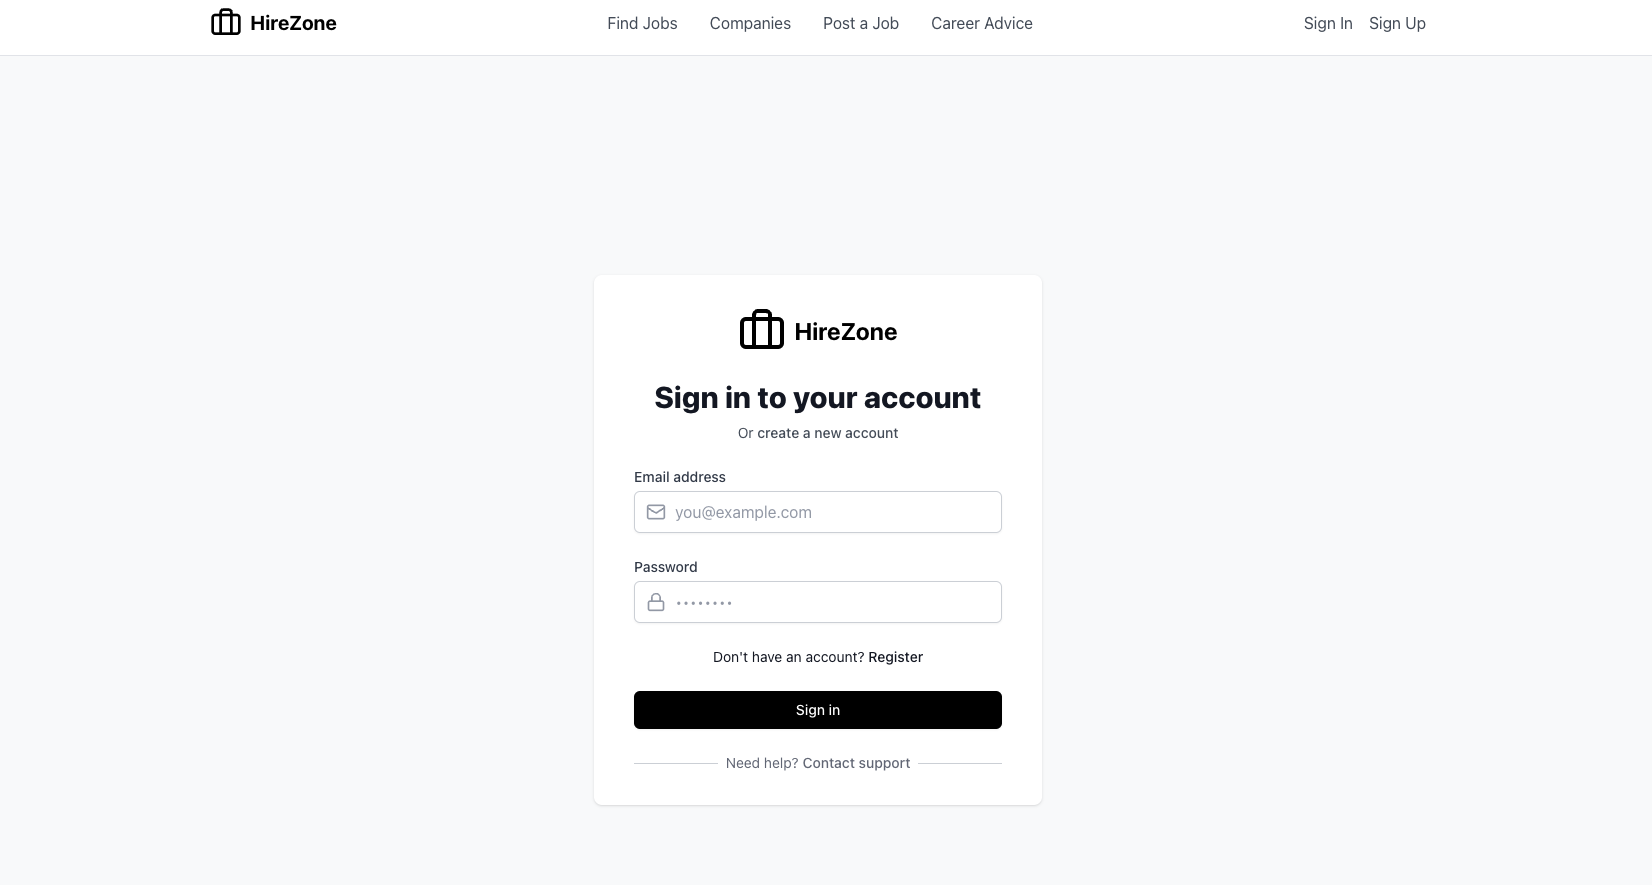 HireZone
Find Jobs
Companies
Post a Job
Career Advice
Sign In
Sign Up
HireZone
Sign in to your account
Or create a new account
Email address
you@example.com
Password
••••••••
Don't have an account? Register
Sign in
Need help? Contact support